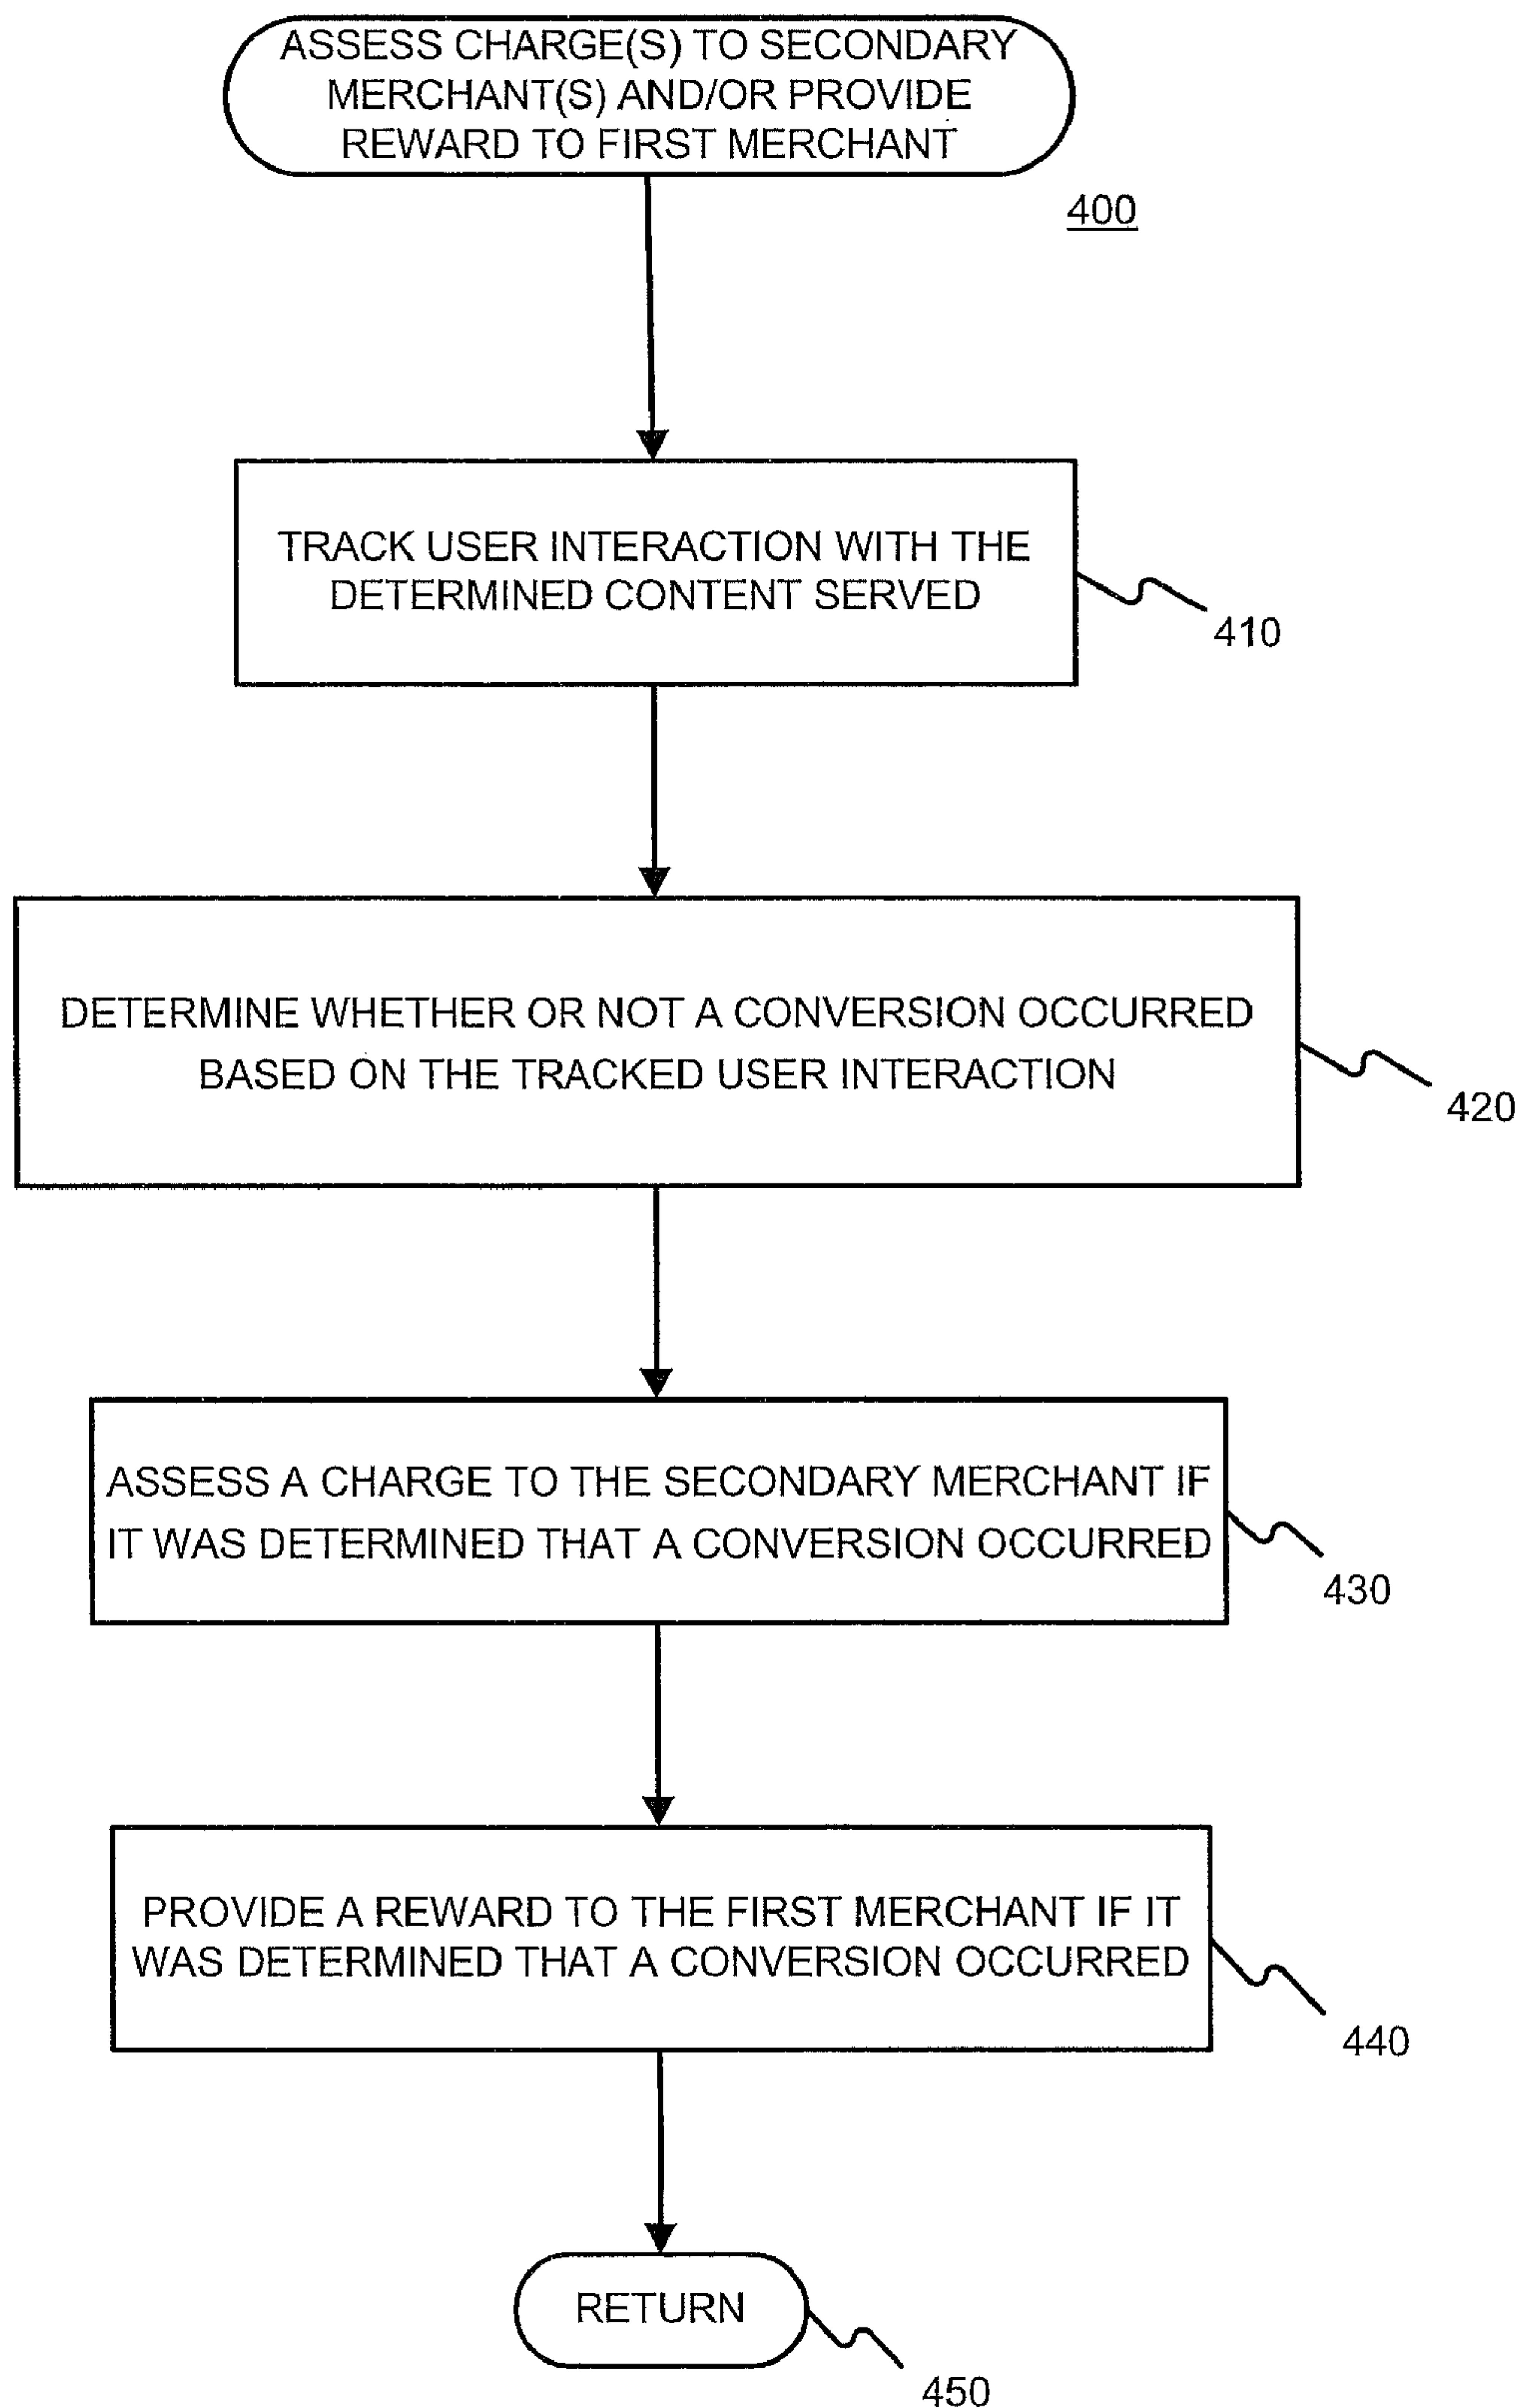 ASSESS CHARGE(S) TO SECONDARY
MERCHANT(S) AND/OR PROVIDE
REWARD TO FIRST MERCHANT
400
TRACK USER INTERACTION WITH THE
DETERMINED CONTENT SERVED
410
DETERMINE WHETHER OR NOT A CONVERSION OCCURRED
BASED ON THE TRACKED USER INTERACTION
420
ASSESS A CHARGE TO THE SECONDARY MERCHANT IF
IT WAS DETERMINED THAT A CONVERSION OCCURRED
430
PROVIDE A REWARD TO THE FIRST MERCHANT IF IT
WAS DETERMINED THAT A CONVERSION OCCURRED
440
RETURN
450